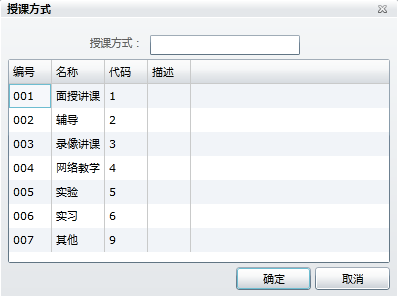 授课方式
授课方式：
编号 名称 代码 描述
001 面授讲课 1
002 辅导 2
003 录像讲课 3
004 网络教学 4
005 实验 5
006 实习 6
007 其他 9
确定 取消